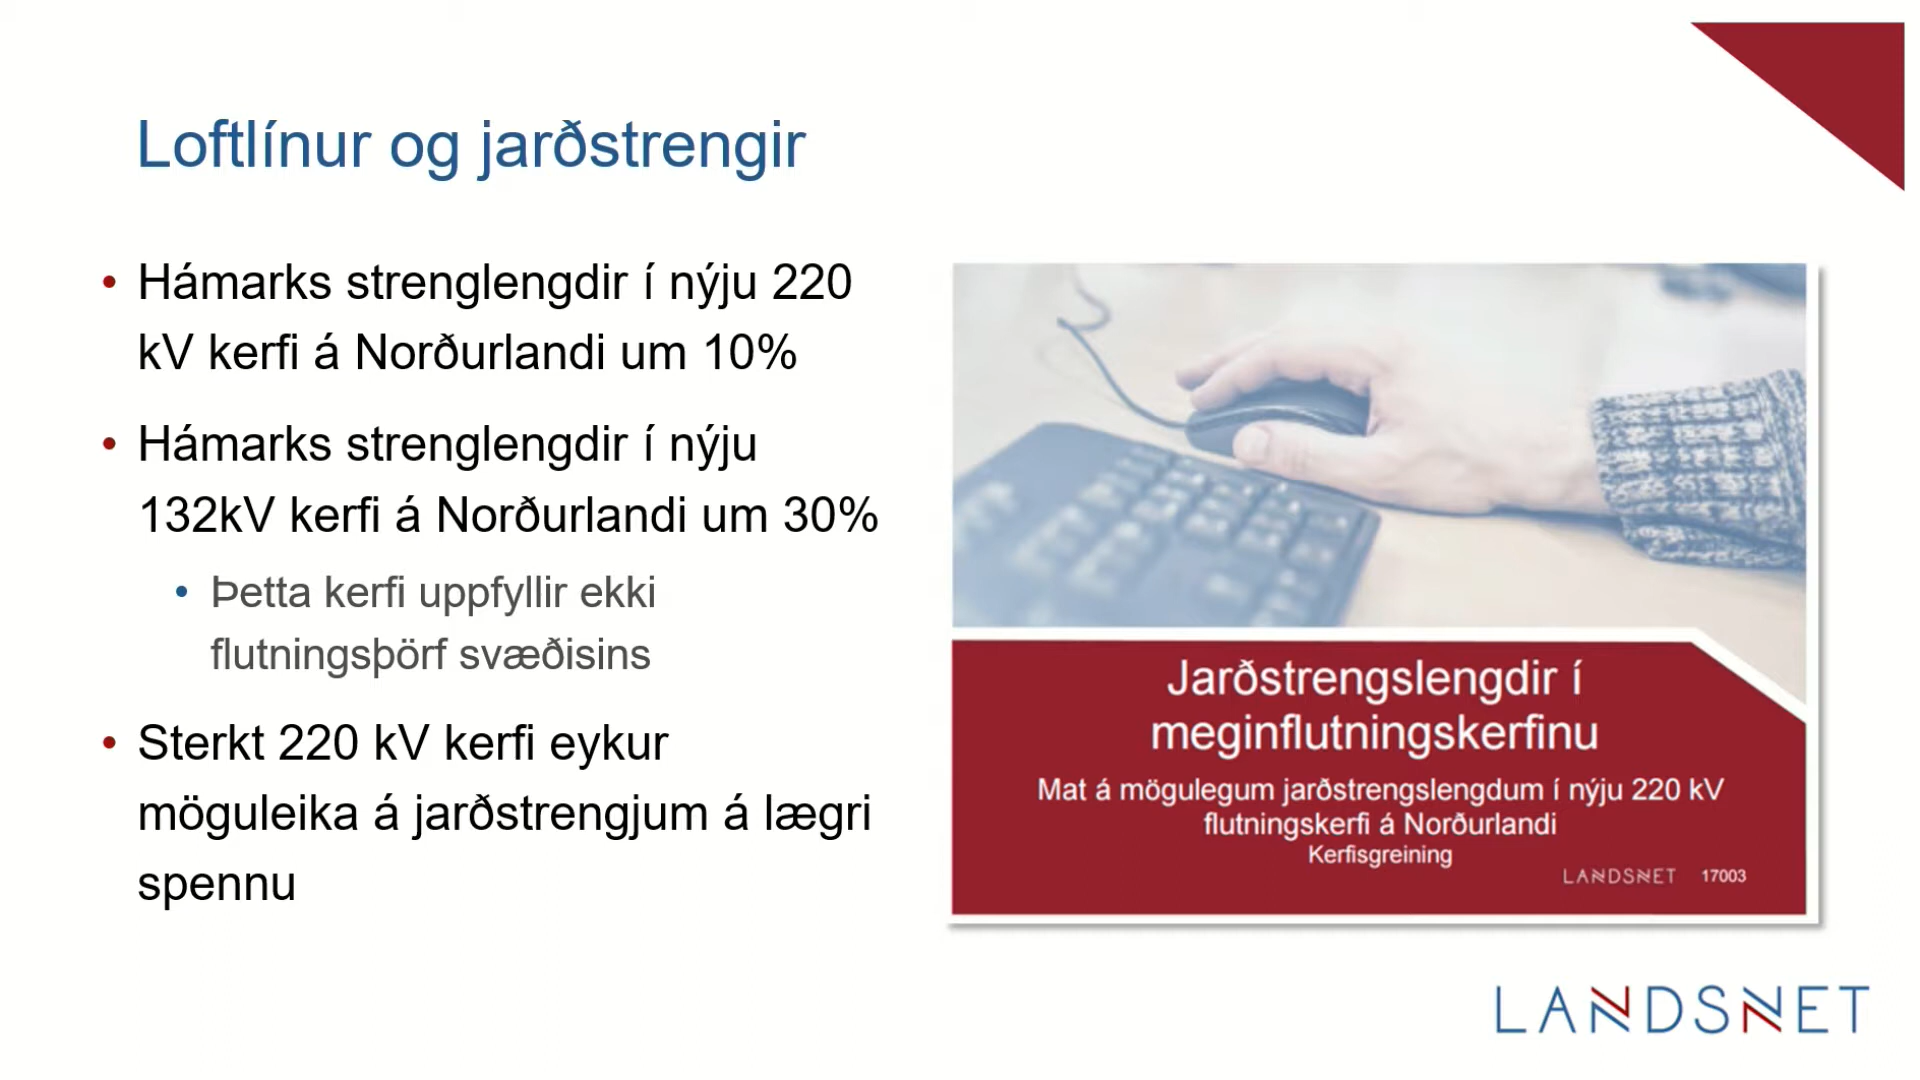 Loftlínur og jarðstrengir
• Hámarks strenglengdir í nýju 220
kV kerfi á Norðurlandi um 10%
• Hámarks strenglengdir í nýju
132kV kerfi á Norðurlandi um 30%
• Þetta kerfi uppfyllir ekki
flutningsþörf svæðisins
• Sterkt 220 kV kerfi eykur
möguleika á jarðstrengjum á lægri
spennu
Jarðstrengslengdir í
meginflutningskerfinu
Mat á mögulegum jarðstrengslengdum í nýju 220 kV
flutningskerfi á Norðurlandi
Kerfisgreining
LANDSNET 17003
LANDSNET